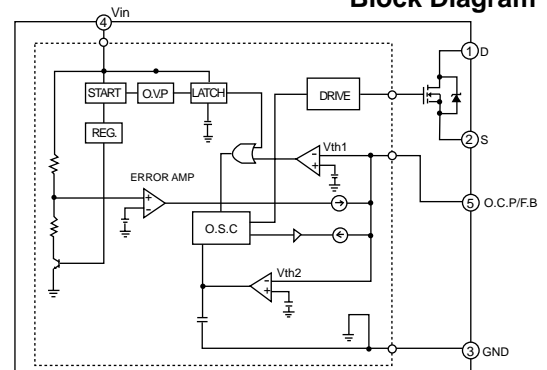 Block Diagram
4 Vin
1 D
START O.V.P LATCH DRIVE
2 S
REG.
Vth1
-
+
ERROR AMP
+
-
5 O.C.P/F.B
O.S.C
Vth2
-
+
3 GND